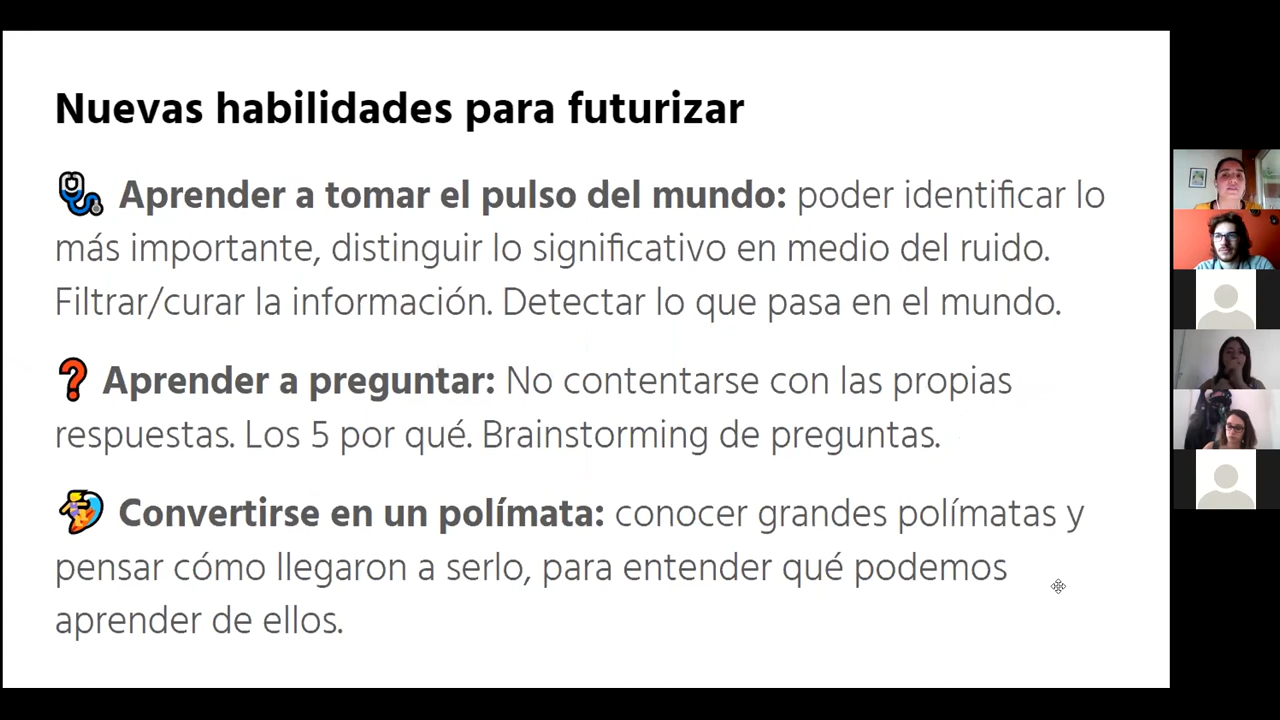 Nuevas habilidades para futurizar
🩺 Aprender a tomar el pulso del mundo: poder identificar lo
más importante, distinguir lo significativo en medio del ruido.
Filtrar/curar la información. Detectar lo que pasa en el mundo.
❓ Aprender a preguntar: No contentarse con las propias
respuestas. Los 5 por qué. Brainstorming de preguntas.
Convertirse en un polímata: conocer grandes polímatas y
pensar cómo llegaron a serlo, para entender qué podemos
aprender de ellos.